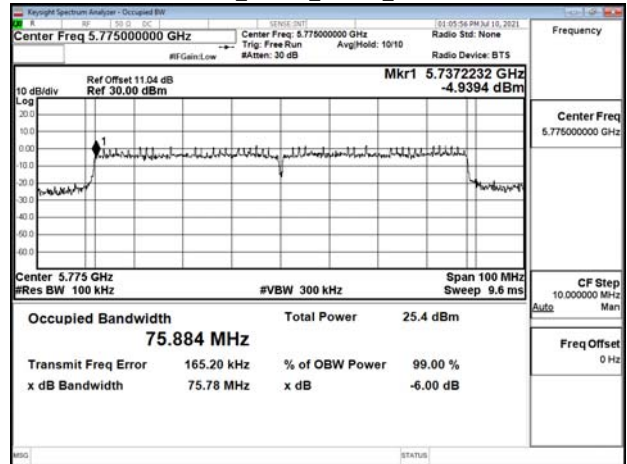 Keysight Spectrum Analyzer - Occupied BW
R RF 50 Ω DC SENSE:INT 01:05:56 PM Jul 10, 2021
Center Freq 5.775000000 GHz
Center Freq: 5.775000000 GHz
Radio Std: None
Frequency
Trig: Free Run Avg|Hold: 10/10
#IFGain:Low #Atten: 30 dB Radio Device: BTS
Mkr1 5.7372232 GHz
-4.9394 dBm
Ref Offset 11.04 dB
10 dB/div Ref 30.00 dBm
Log
20.0
10.0
0.00
-10.0
-20.0
-30.0
-40.0
-50.0
-60.0
1
Center Freq
5.775000000 GHz
Center 5.775 GHz Span 100 MHz
#Res BW 100 kHz #VBW 300 kHz Sweep 9.6 ms
CF Step
10.000000 MHz
Auto Man
Occupied Bandwidth Total Power 25.4 dBm
75.884 MHz
Freq Offset
0 Hz
Transmit Freq Error 165.20 kHz % of OBW Power 99.00 %
x dB Bandwidth 75.78 MHz x dB -6.00 dB
MSG STATUS